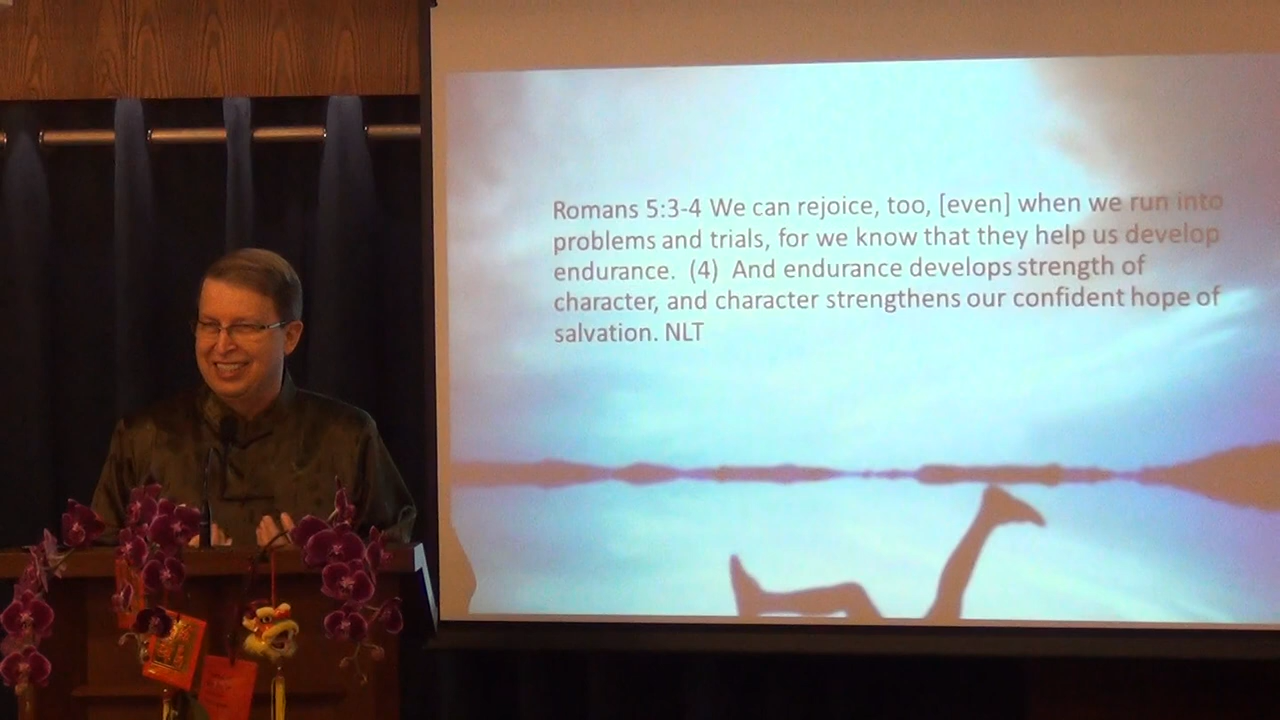 Romans 5:3-4 We can rejoice, too, [even] when we run into
problems and trials, for we know that they help us develop
endurance.  (4)  And endurance develops strength of
character, and character strengthens our confident hope of
salvation. NLT